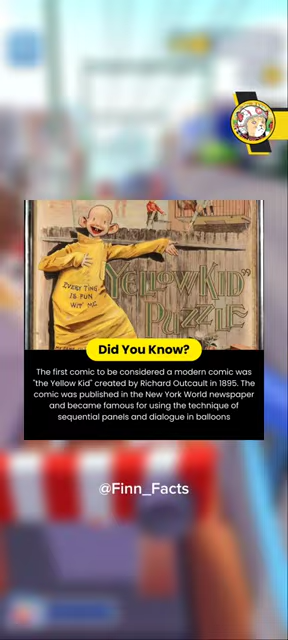 EVERY TING
IS FUN
WIT ME
"YELLOW KID"
PUZZLE
Did You Know?
The first comic to be considered a modern comic was
"the Yellow Kid" created by Richard Outcault in 1895. The
comic was published in the New York World newspaper
and became famous for using the technique of
sequential panels and dialogue in balloons
@Finn_Facts